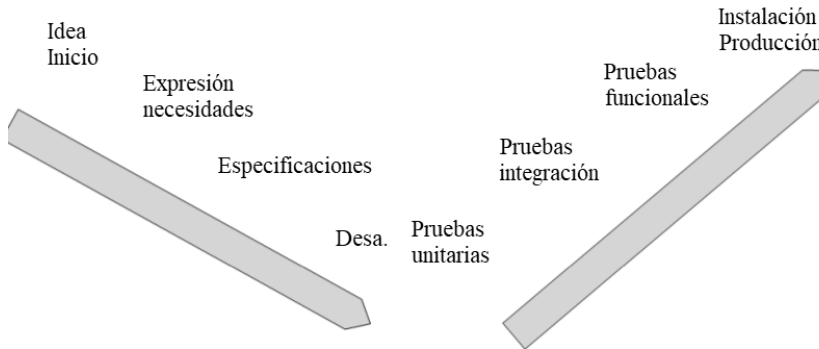 Idea
Inicio
Expresión
necesidades
Especificaciones
Desa.
Pruebas
unitarias
Pruebas
integración
Pruebas
funcionales
Instalación
Producción